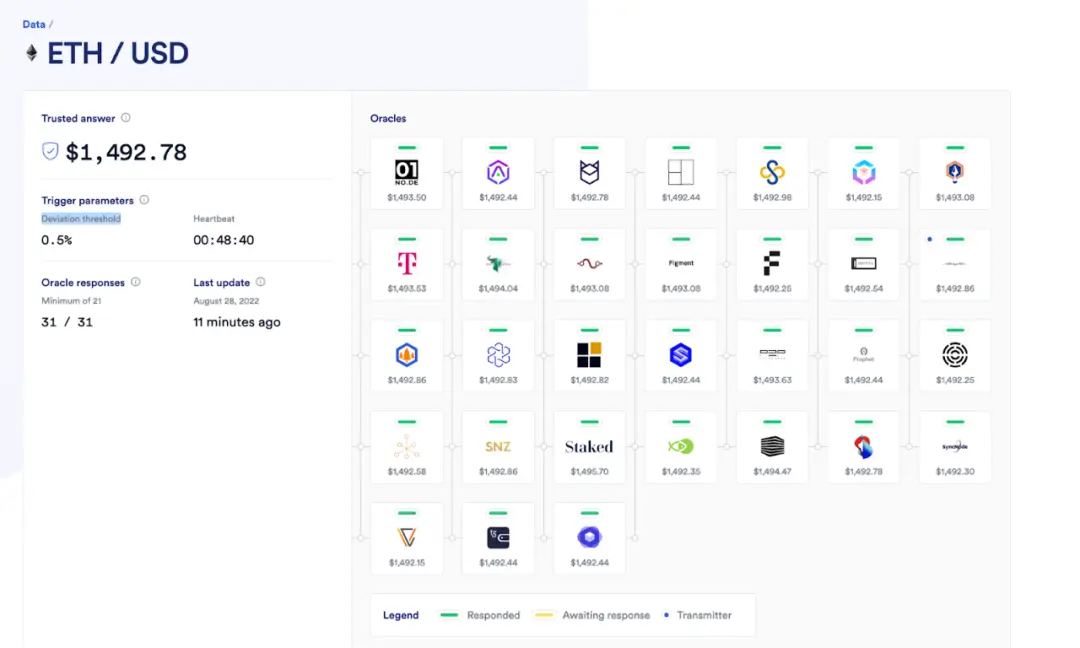 Data /
ETH / USD
Trusted answer
$1,492.78
Trigger parameters
Deviation threshold
Heartbeat
0.5%
00:48:40
Oracle responses
Last update
Minimum of 21
August 28, 2022
31 / 31
11 minutes ago
Oracles
01
NO.DE
$1,493.50
$1,492.44
$1,492.78
$1,492.44
$1,492.98
$1,492.15
$1,493.08
T
Figment
$1,493.53
$1,494.04
$1,493.08
$1,493.08
$1,492.25
$1,492.54
$1,492.86
Prophet
$1,492.86
$1,492.83
$1,492.82
$1,492.44
$1,493.63
$1,492.44
$1,492.25
SNZ
Staked
SyncNode
$1,492.58
$1,492.86
$1,495.70
$1,492.35
$1,494.47
$1,492.78
$1,492.30
$1,492.15
$1,492.44
$1,492.44
Legend
Responded
Awaiting response
Transmitter